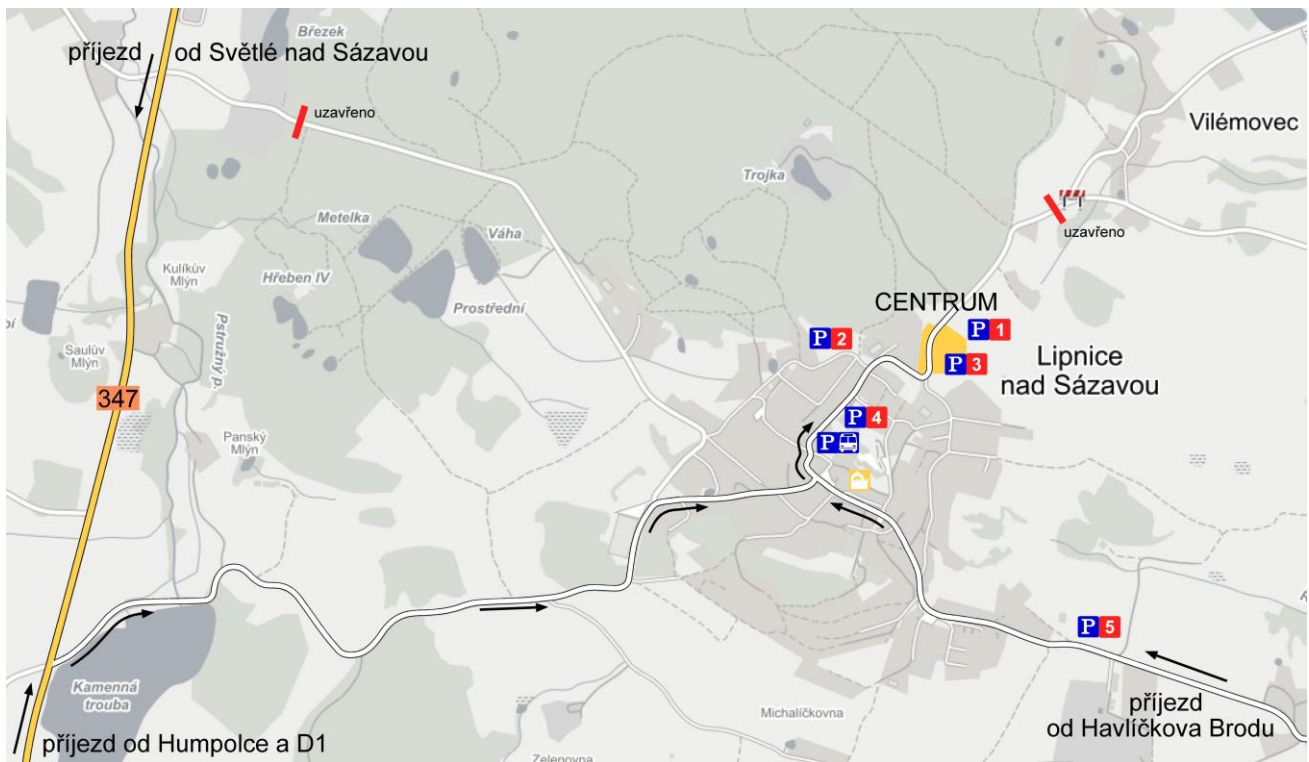 Březek
příjezd
od Světlé nad Sázavou
uzavřeno
Vilémovec
Trojka
Metelka
Váha
uzavřeno
Kulíkův
Mlýn
Hřeben IV
Prostřední
CENTRUM
P 1
P 2
P 3
Lipnice
nad Sázavou
Pstružný p.
Saulův
Mlýn
347
P 4
P
Panský
Mlýn
P 5
Kamenná
trouba
Michalíčkovna
příjezd
od Havlíčkova Brodu
příjezd od Humpolce a D1
Zelenovna